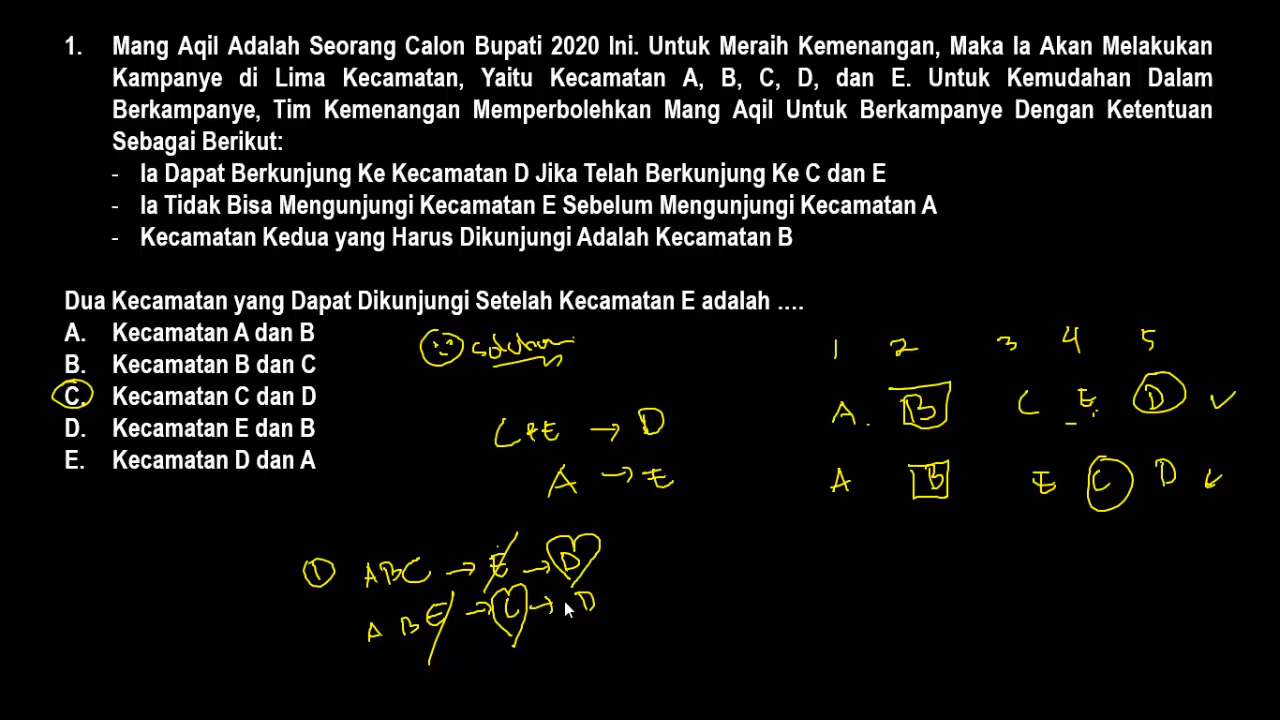 1. Mang Aqil Adalah Seorang Calon Bupati 2020 Ini. Untuk Meraih Kemenangan, Maka Ia Akan Melakukan
Kampanye di Lima Kecamatan, Yaitu Kecamatan A, B, C, D, dan E. Untuk Kemudahan Dalam
Berkampanye, Tim Kemenangan Memperbolehkan Mang Aqil Untuk Berkampanye Dengan Ketentuan
Sebagai Berikut:
- Ia Dapat Berkunjung Ke Kecamatan D Jika Telah Berkunjung Ke C dan E
- Ia Tidak Bisa Mengunjungi Kecamatan E Sebelum Mengunjungi Kecamatan A
- Kecamatan Kedua yang Harus Dikunjungi Adalah Kecamatan B
Dua Kecamatan yang Dapat Dikunjungi Setelah Kecamatan E adalah ....
A. Kecamatan A dan B
B. Kecamatan B dan C
C. Kecamatan C dan D
D. Kecamatan E dan B
E. Kecamatan D dan A
1 2 3 4 5
A. B C E D
A B E C D
C & E → D
A → E
1 ABC → E → D
A B E → C → D